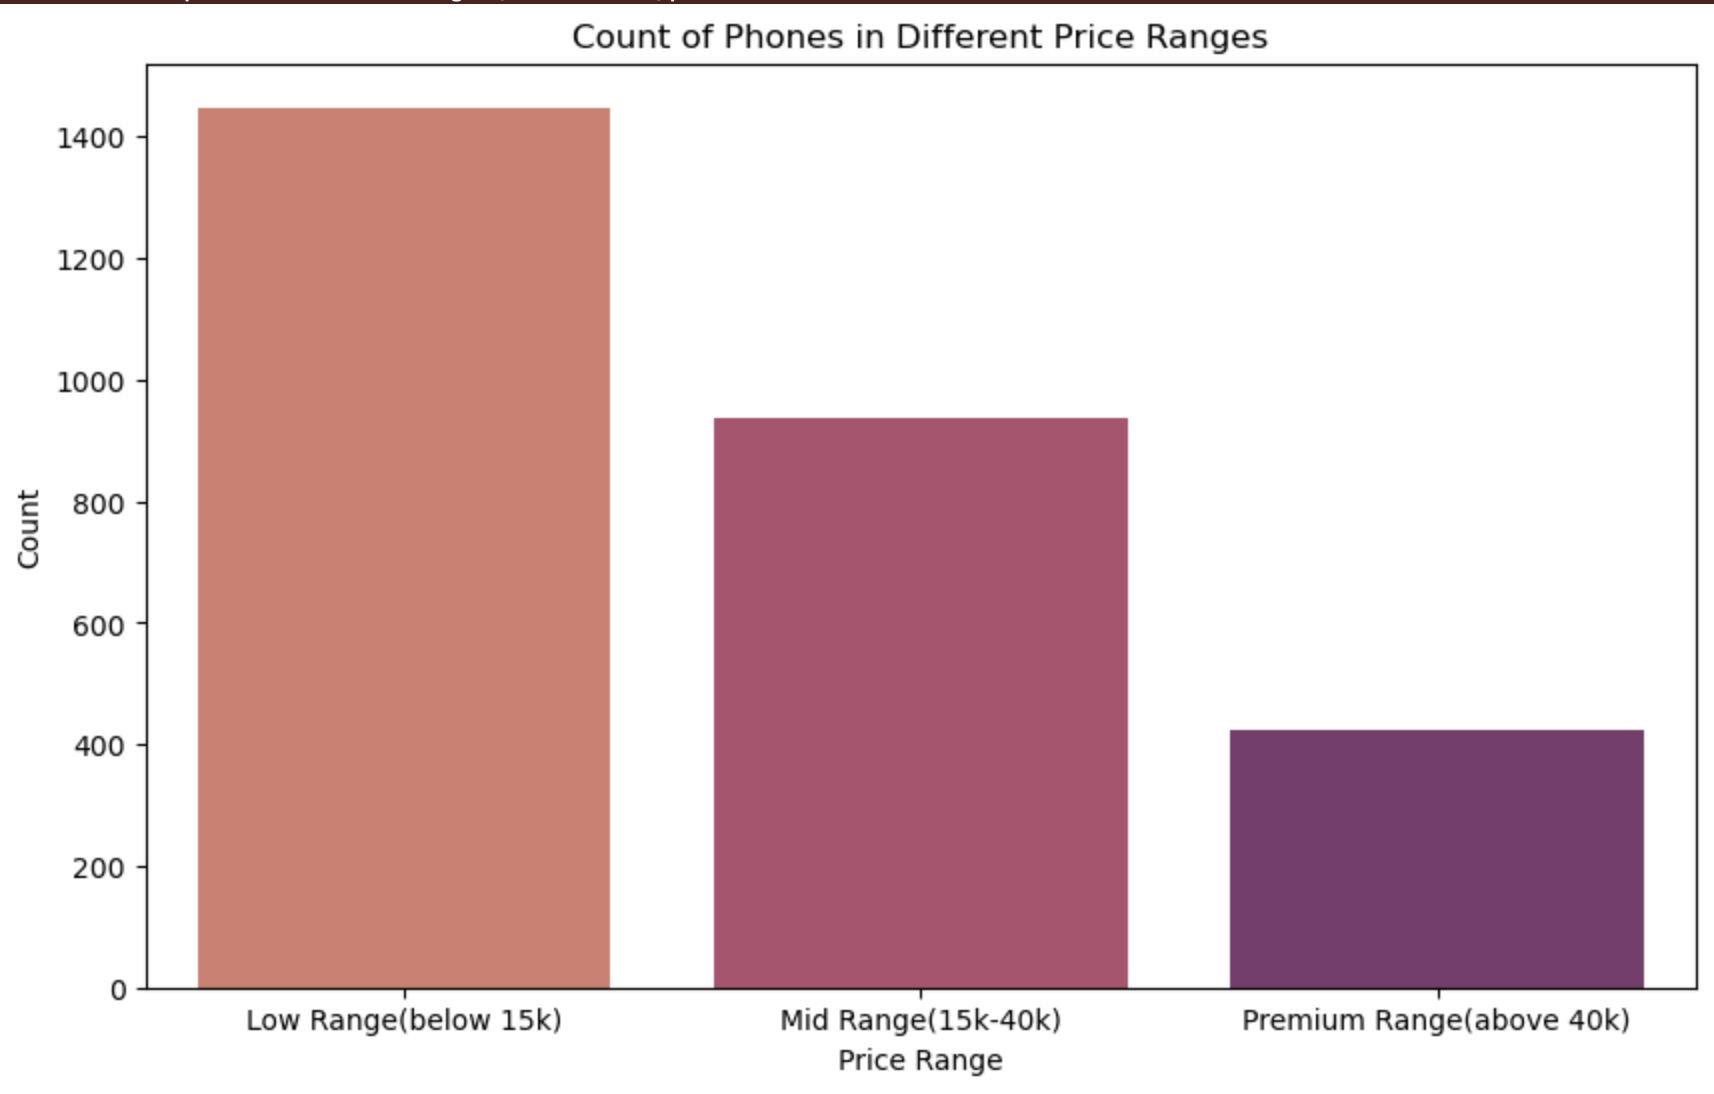 Count of Phones in Different Price Ranges
1400
1200
1000
800
600
400
200
0
Count
Low Range(below 15k)
Mid Range(15k-40k)
Premium Range(above 40k)
Price Range